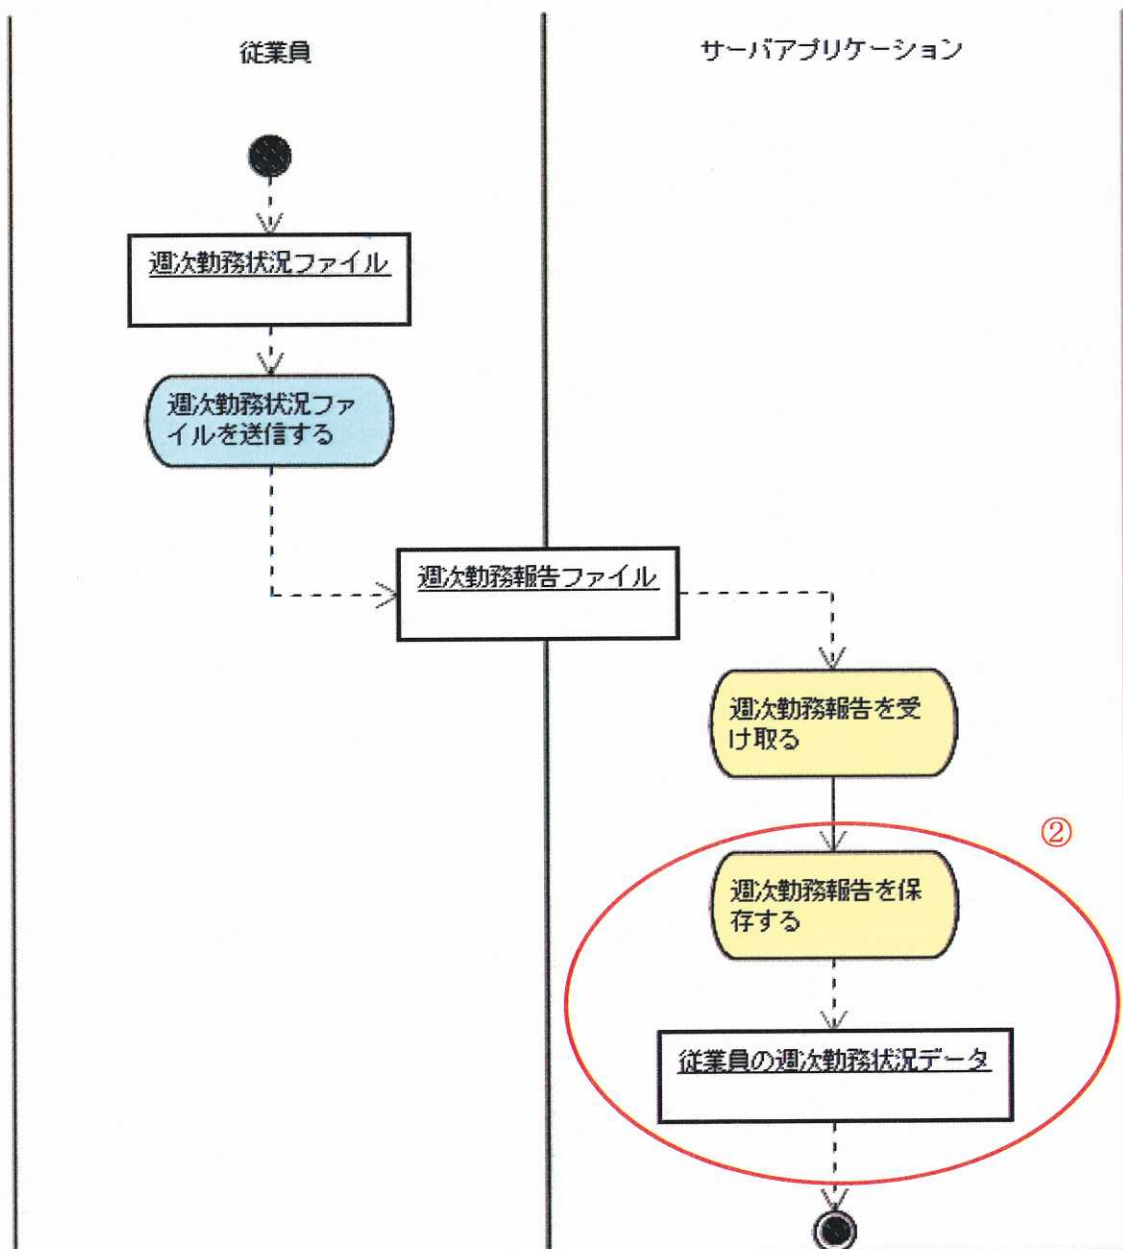 従業員
サーバアプリケーション
週次勤務状況ファイル
週次勤務状況ファ
イルを送信する
週次勤務報告ファイル
週次勤務報告を受
け取る
②
週次勤務報告を保
存する
従業員の週次勤務状況データ